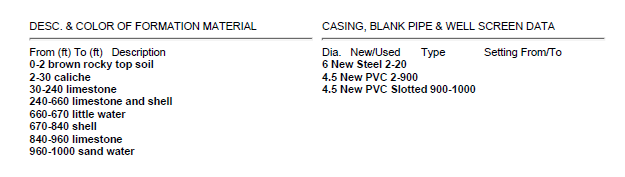 DESC. & COLOR OF FORMATION MATERIAL
From (ft) To (ft) Description
0-2 brown rocky top soil
2-30 caliche
30-240 limestone
240-660 limestone and shell
660-670 little water
670-840 shell
840-960 limestone
960-1000 sand water
CASING, BLANK PIPE & WELL SCREEN DATA
Dia. New/Used Type Setting From/To
6 New Steel 2-20
4.5 New PVC 2-900
4.5 New PVC Slotted 900-1000